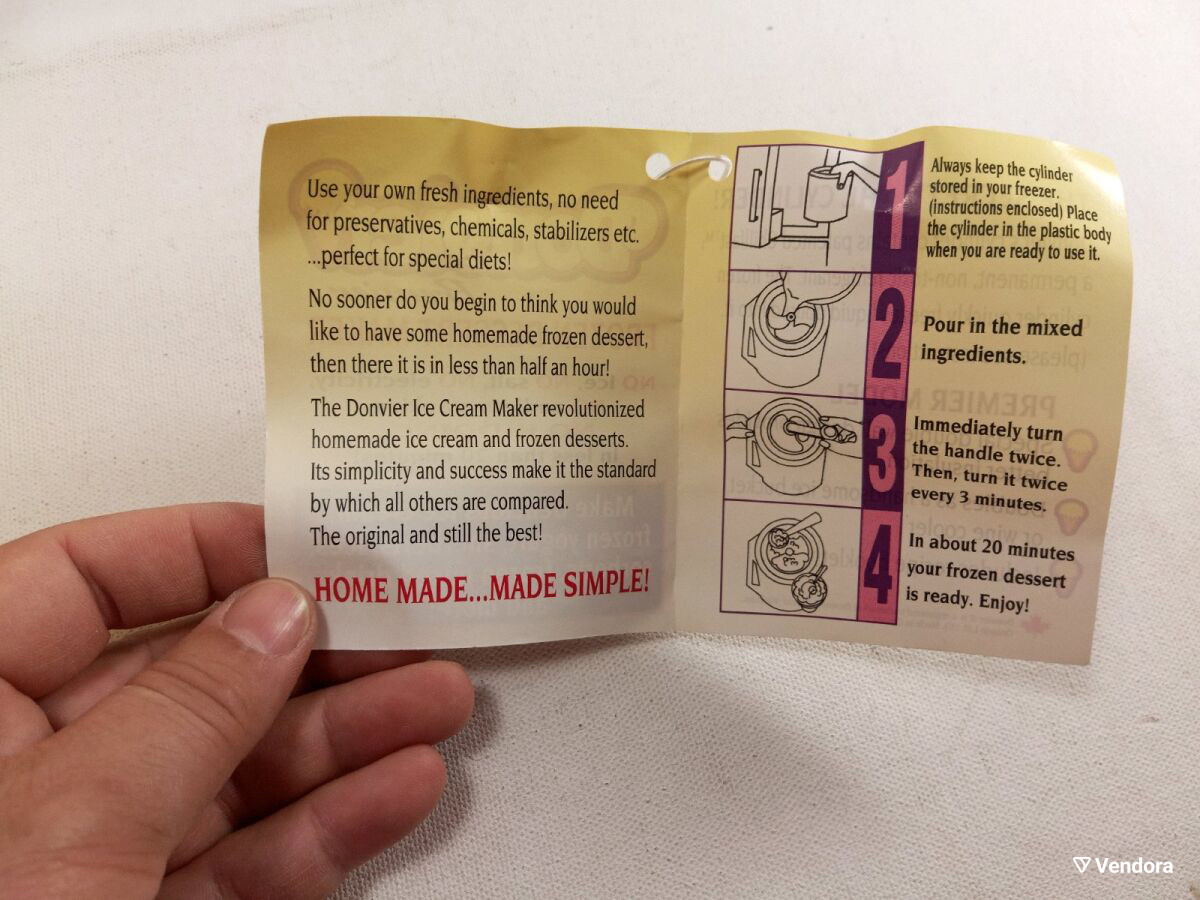 Use your own fresh ingredients, no need
for preservatives, chemicals, stabilizers etc.
...perfect for special diets!
No sooner do you begin to think you would
like to have some homemade frozen dessert,
then there it is in less than half an hour!
The Donvier Ice Cream Maker revolutionized
homemade ice cream and frozen desserts.
Its simplicity and success make it the standard
by which all others are compared.
The original and still the best!
HOME MADE...MADE SIMPLE!
1
Always keep the cylinder
stored in your freezer.
(instructions enclosed) Place
the cylinder in the plastic body
when you are ready to use it.
2
Pour in the mixed
ingredients.
3
Immediately turn
the handle twice.
Then, turn it twice
every 3 minutes.
4
In about 20 minutes
your frozen dessert
is ready. Enjoy!
Vendora